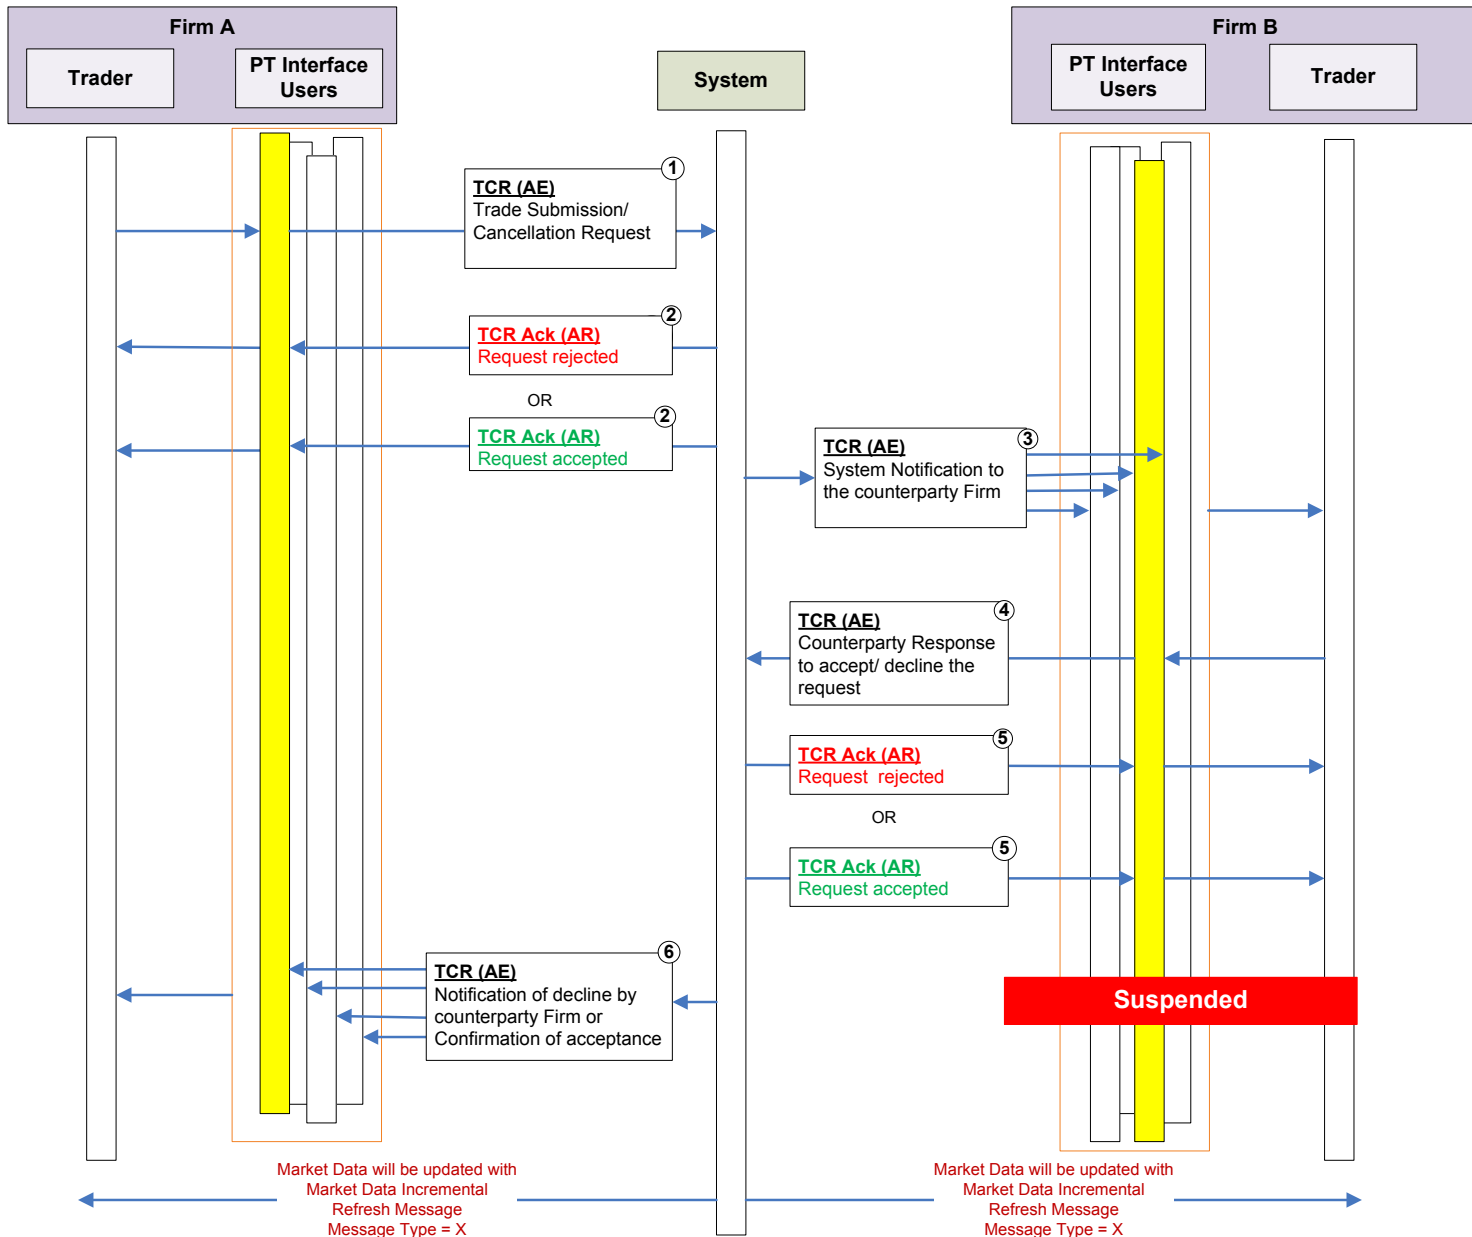 Firm A
Trader
PT Interface
Users
System
Firm B
PT Interface
Users
Trader
1
TCR (AE)
Trade Submission/
Cancellation Request
2
TCR Ack (AR)
Request rejected
OR
2
TCR Ack (AR)
Request accepted
3
TCR (AE)
System Notification to
the counterparty Firm
4
TCR (AE)
Counterparty Response
to accept/ decline the
request
5
TCR Ack (AR)
Request  rejected
OR
5
TCR Ack (AR)
Request accepted
6
TCR (AE)
Notification of decline by
counterparty Firm or
Confirmation of acceptance
Suspended
Market Data will be updated with
Market Data Incremental
Refresh Message
Message Type = X
Market Data will be updated with
Market Data Incremental
Refresh Message
Message Type = X